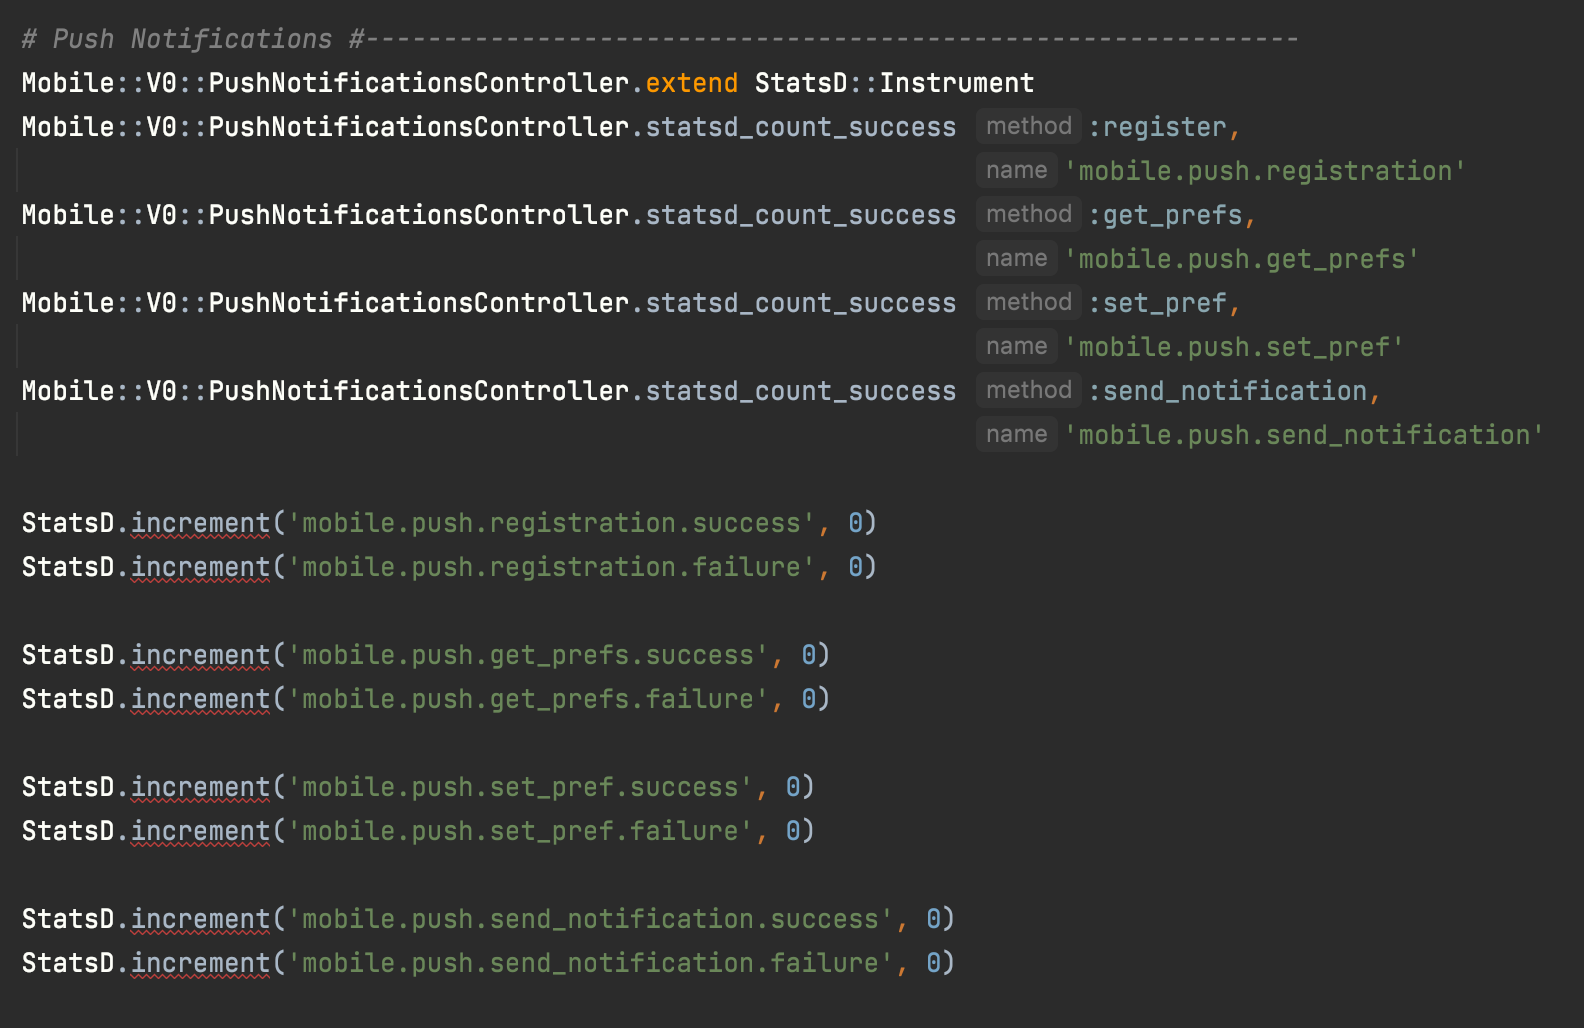 # Push Notifications #------------------------------------------------------------
Mobile::V0::PushNotificationsController.extend StatsD::Instrument
Mobile::V0::PushNotificationsController.statsd_count_success method :register,
name 'mobile.push.registration'
Mobile::V0::PushNotificationsController.statsd_count_success method :get_prefs,
name 'mobile.push.get_prefs'
Mobile::V0::PushNotificationsController.statsd_count_success method :set_pref,
name 'mobile.push.set_pref'
Mobile::V0::PushNotificationsController.statsd_count_success method :send_notification,
name 'mobile.push.send_notification'
StatsD.increment('mobile.push.registration.success', 0)
StatsD.increment('mobile.push.registration.failure', 0)
StatsD.increment('mobile.push.get_prefs.success', 0)
StatsD.increment('mobile.push.get_prefs.failure', 0)
StatsD.increment('mobile.push.set_pref.success', 0)
StatsD.increment('mobile.push.set_pref.failure', 0)
StatsD.increment('mobile.push.send_notification.success', 0)
StatsD.increment('mobile.push.send_notification.failure', 0)